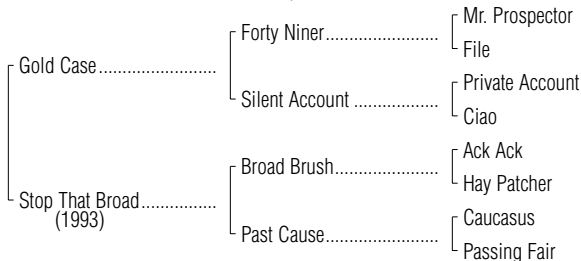 Mr. Prospector
Forty Niner........................
File
Gold Case.........................
Private Account
Silent Account ..................
Ciao
Ack Ack
Broad Brush......................
Hay Patcher
Stop That Broad................
(1993)
Caucasus
Past Cause........................
Passing Fair